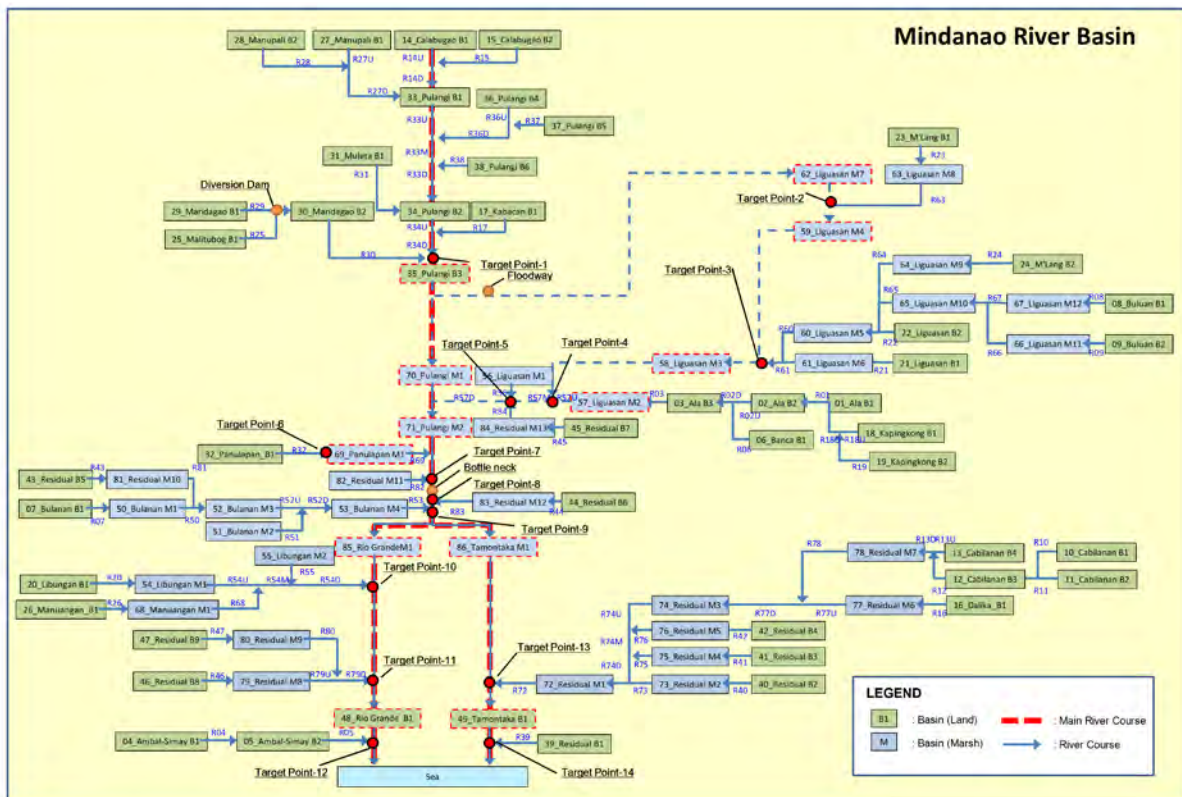 Mindanao River Basin
28_Manupali B2
27_Manupali B1
14_Calabugao B1
15_Calabugao B2
R28
R27U
R14U
R15
R14D
R27D
33_Pulangi B1
36_Pulangi B4
R33U
R36U
R37
37_Pulangi B5
R36D
31_Muleta B1
R33M
R38
38_Pulangi B6
R31
R33D
23_M'Lang B1
R23
62_Liguasan M7
63_Liguasan M8
Target Point-2
R63
59_Liguasan M4
Diversion Dam
29_Maridagao B1
R29
30_Maridagao B2
34_Pulangi B2
17_Kabacan B1
25_Malitubog B1
R25
R34U
R17
R30
R34D
Target Point-1
Floodway
35_Pulangi B3
Target Point-3
R64
64_Liguasan M9
R24
24_M'Lang B2
R65
65_Liguasan M10
R67
67_Liguasan M12
R08
08_Buluan B1
R60
60_Liguasan M5
R22
22_Liguasan B2
66_Liguasan M11
R66
R09
09_Buluan B2
R61
61_Liguasan M6
R21
21_Liguasan B1
Target Point-5
Target Point-4
58_Liguasan M3
70_Pulangi M1
56_Liguasan M1
R57D
R57M
R57U
57_Liguasan M2
R03
03_Ala B3
R02D
02_Ala B2
R01
01_Ala B1
R02U
R84
71_Pulangi M2
84_Residual M13
R45
45_Residual B7
R06
06_Banca B1
R18D
R18U
18_Kapingkong B1
R19
19_Kapingkong B2
Target Point-6
32_Panulapan_B1
R32
69_Panulapan M1
R69
Target Point-7
82_Residual M11
R82
Bottle neck
Target Point-8
43_Residual B5
R43
81_Residual M10
R81
07_Bulanan B1
R07
50_Bulanan M1
R50
52_Bulanan M3
R52U
R52D
53_Bulanan M4
R53
R83
83_Residual M12
R44
44_Residual B6
51_Bulanan M2
R51
Target Point-9
85_Rio GrandeM1
86_Tamontaka M1
55_Libungan M2
R55
20_Libungan B1
R20
54_Libungan M1
R54U
R54M
R54D
Target Point-10
26_Manuangan_B1
R26
68_Manuangan M1
R68
R78
78_Residual M7
R13D
R13U
13_Cabilanan B4
R10
10_Cabilanan B1
12_Cabilanan B3
R12
R11
11_Cabilanan B2
R74U
74_Residual M3
R77D
R77U
77_Residual M6
R16
16_Dalika_B1
R74M
R76
76_Residual M5
R42
42_Residual B4
R74D
R75
75_Residual M4
R41
41_Residual B3
47_Residual B9
R47
80_Residual M9
R80
Target Point-11
Target Point-13
46_Residual B8
R46
79_Residual M8
R79U
R79D
R72
72_Residual M1
R73
73_Residual M2
R40
40_Residual B2
48_Rio Grande_B1
49_Tamontaka B1
04_Ambal-Simay B1
R04
05_Ambal-Simay B2
R05
R39
39_Residual B1
Target Point-12
Target Point-14
Sea
LEGEND
B1
: Basin (Land)
: Main River Course
M
: Basin (Marsh)
: River Course